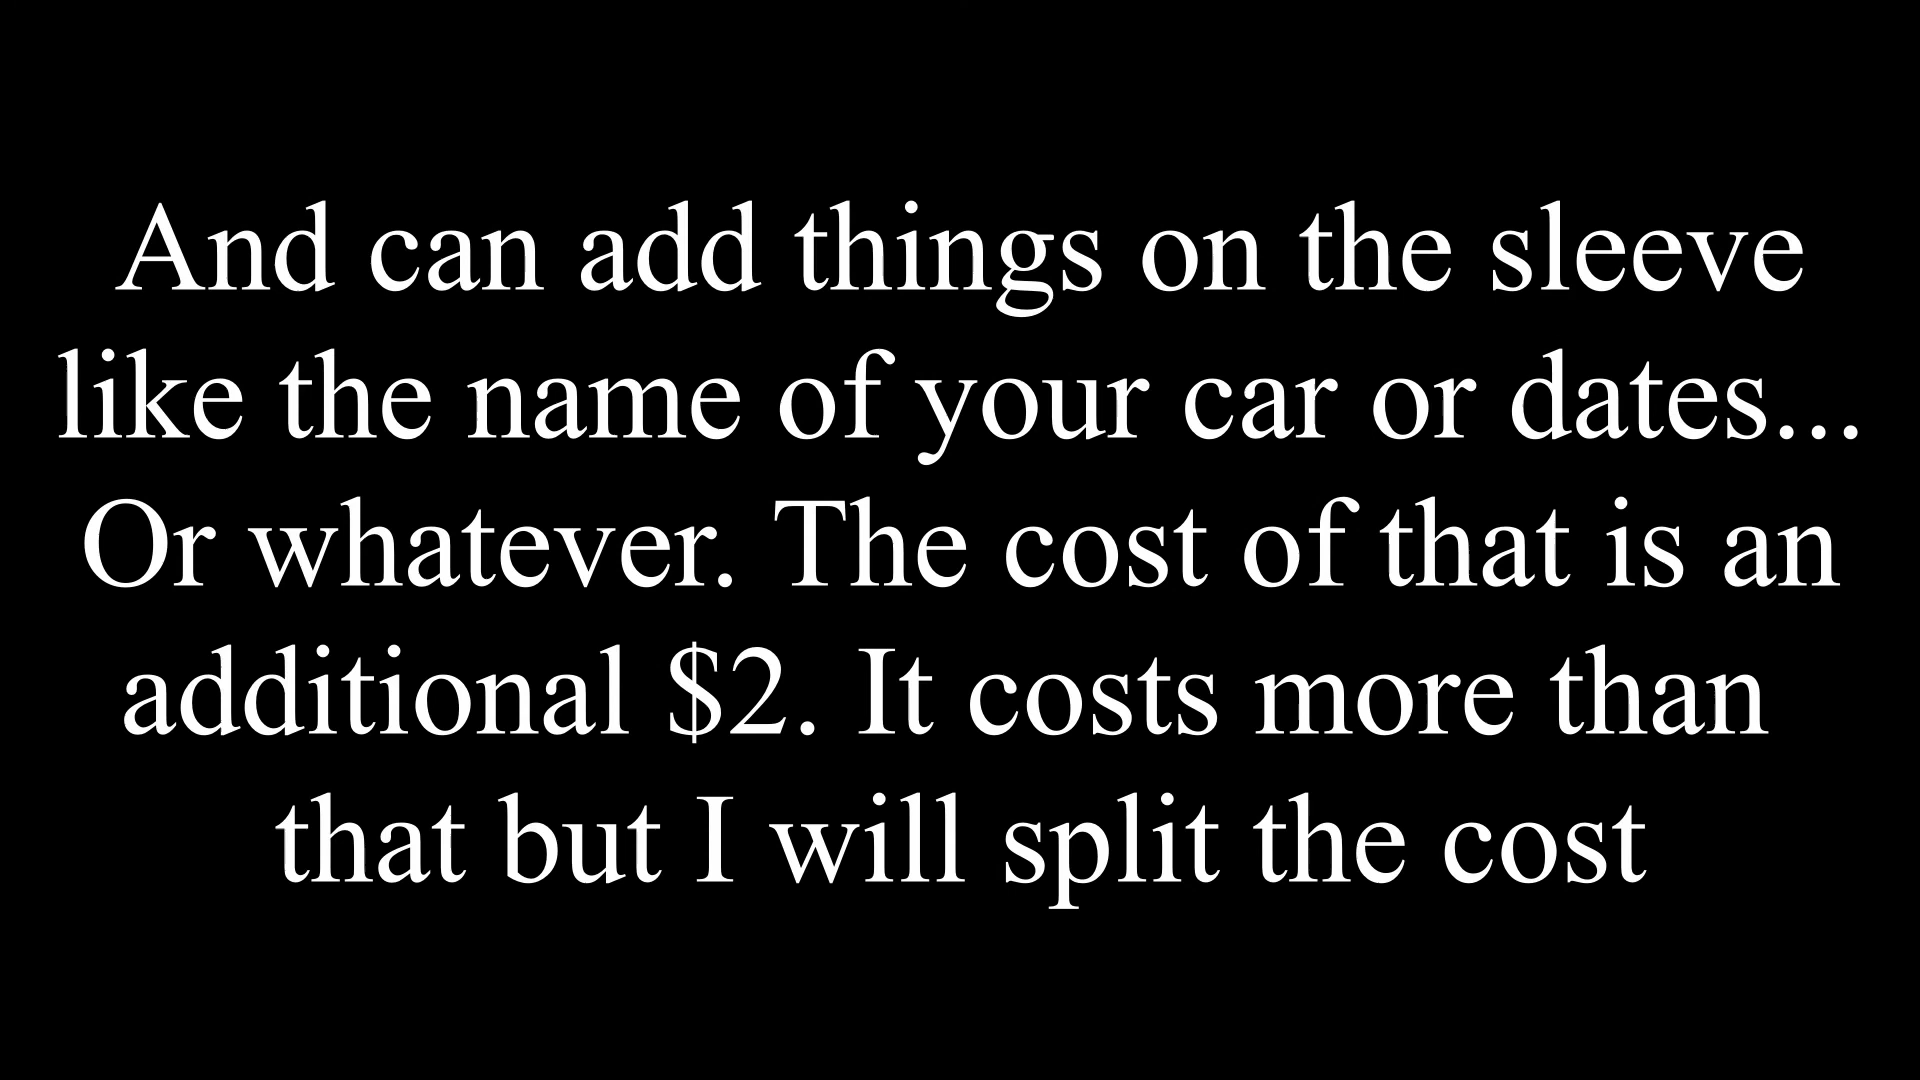 And can add things on the sleeve
like the name of your car or dates...
Or whatever. The cost of that is an
additional $2. It costs more than
that but I will split the cost